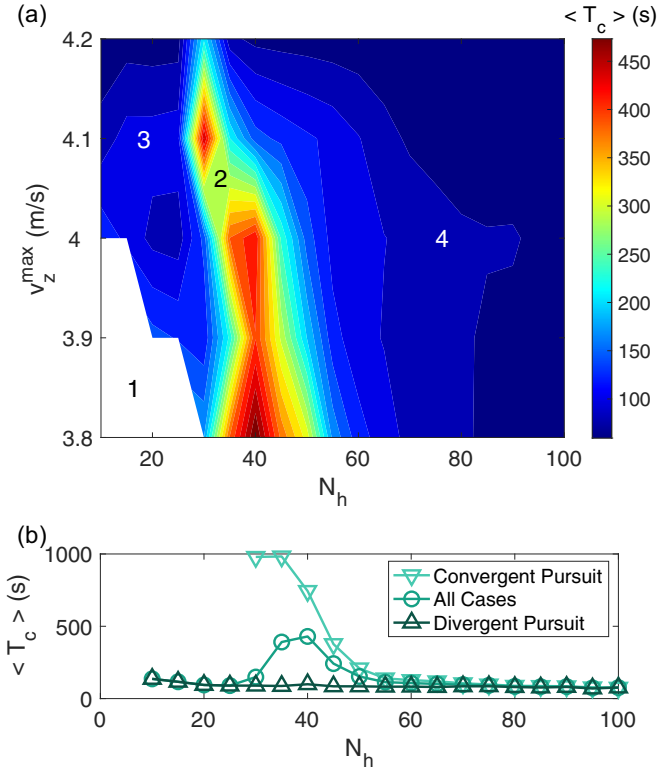 (a)
< T_c > (s)
4.2
4.1
4
3.9
3.8
v_z^max (m/s)
3
2
4
1
20 40 60 80 100
N_h
450
400
350
300
250
200
150
100
(b)
1000
500
0
< T_c > (s)
Convergent Pursuit
All Cases
Divergent Pursuit
0 20 40 60 80 100
N_h